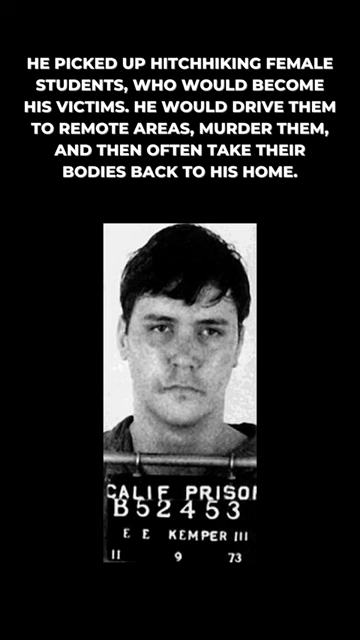 HE PICKED UP HITCHHIKING FEMALE
STUDENTS, WHO WOULD BECOME
HIS VICTIMS. HE WOULD DRIVE THEM
TO REMOTE AREAS, MURDER THEM,
AND THEN OFTEN TAKE THEIR
BODIES BACK TO HIS HOME.
CALIF PRISON
B52453
E E KEMPER III
11 9 73